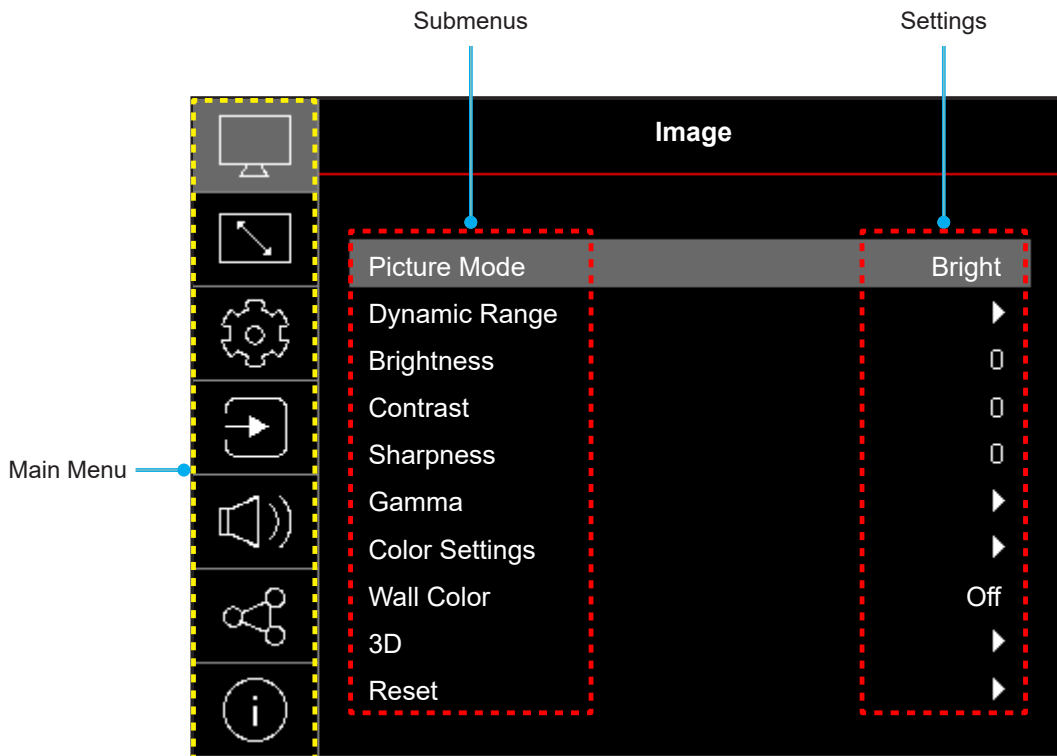 Submenus Settings
Image
Picture Mode Bright
Dynamic Range
Brightness 0
Contrast 0
Sharpness 0
Main Menu
Gamma
Color Settings
Wall Color Off
3D
Reset
i